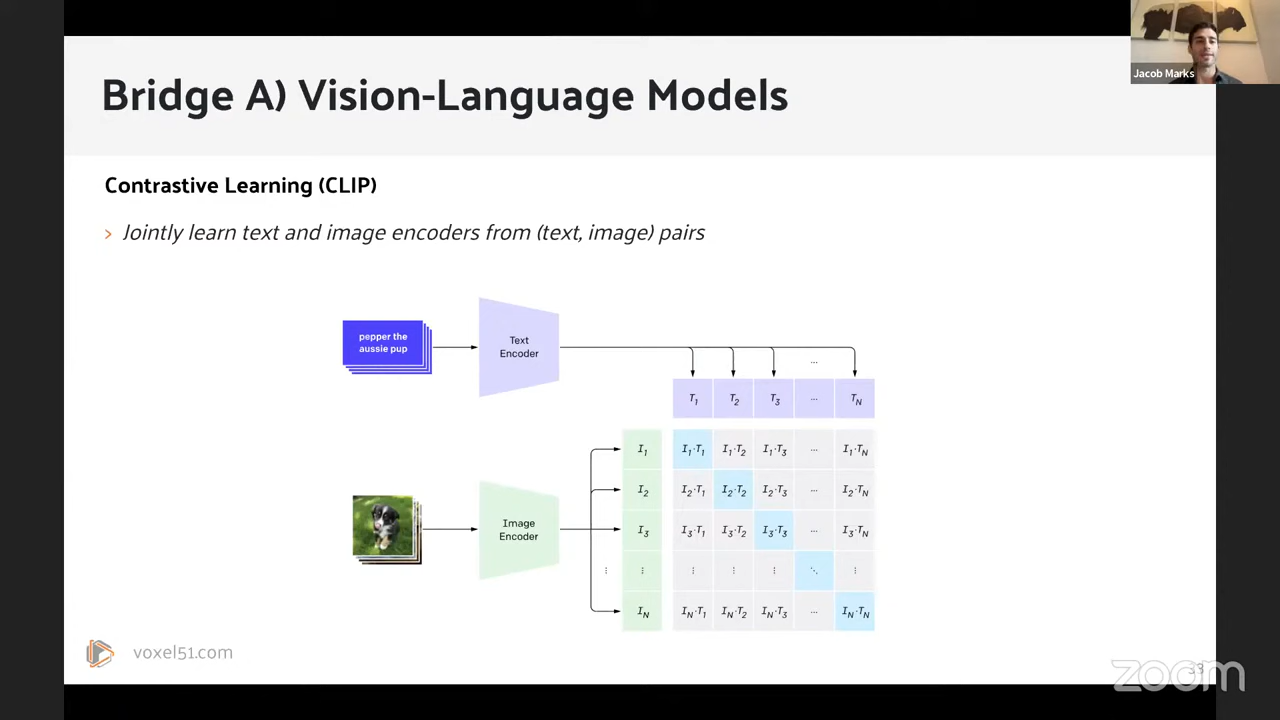 Jacob Marks
Bridge A) Vision-Language Models
Contrastive Learning (CLIP)
› Jointly learn text and image encoders from (text, image) pairs
pepper the
aussie pup
Text
Encoder
...
T1 T2 T3 ... TN
I1 I1·T1 I1·T2 I1·T3 ... I1·TN
I2 I2·T1 I2·T2 I2·T3 ... I2·TN
Image
Encoder
I3 I3·T1 I3·T2 I3·T3 ... I3·TN
⋮ ⋮ ⋮ ⋮ ⋮ ⋱ ⋮
IN IN·T1 IN·T2 IN·T3 ... IN·TN
voxel51.com
zoom
33